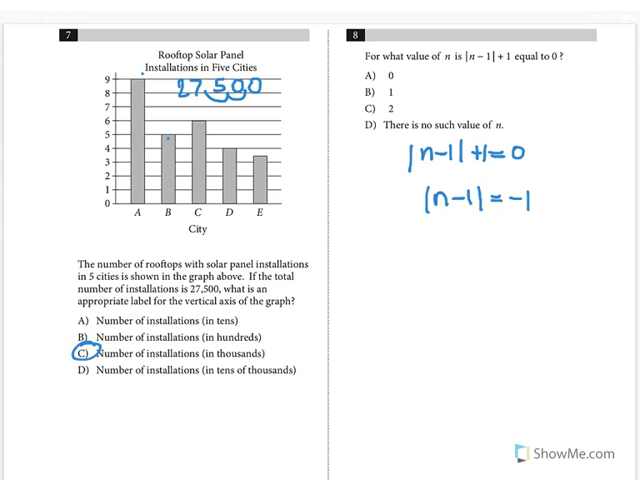 7
Rooftop Solar Panel
Installations in Five Cities
27,500
9
8
7
6
5
4
3
2
1
0
A B C D E
City
The number of rooftops with solar panel installations
in 5 cities is shown in the graph above. If the total
number of installations is 27,500, what is an
appropriate label for the vertical axis of the graph?
A) Number of installations (in tens)
B) Number of installations (in hundreds)
C) Number of installations (in thousands)
D) Number of installations (in tens of thousands)
8
For what value of n is |n − 1| + 1 equal to 0 ?
A) 0
B) 1
C) 2
D) There is no such value of n.
|n-1| +1 = 0
|n-1| = -1
ShowMe.com